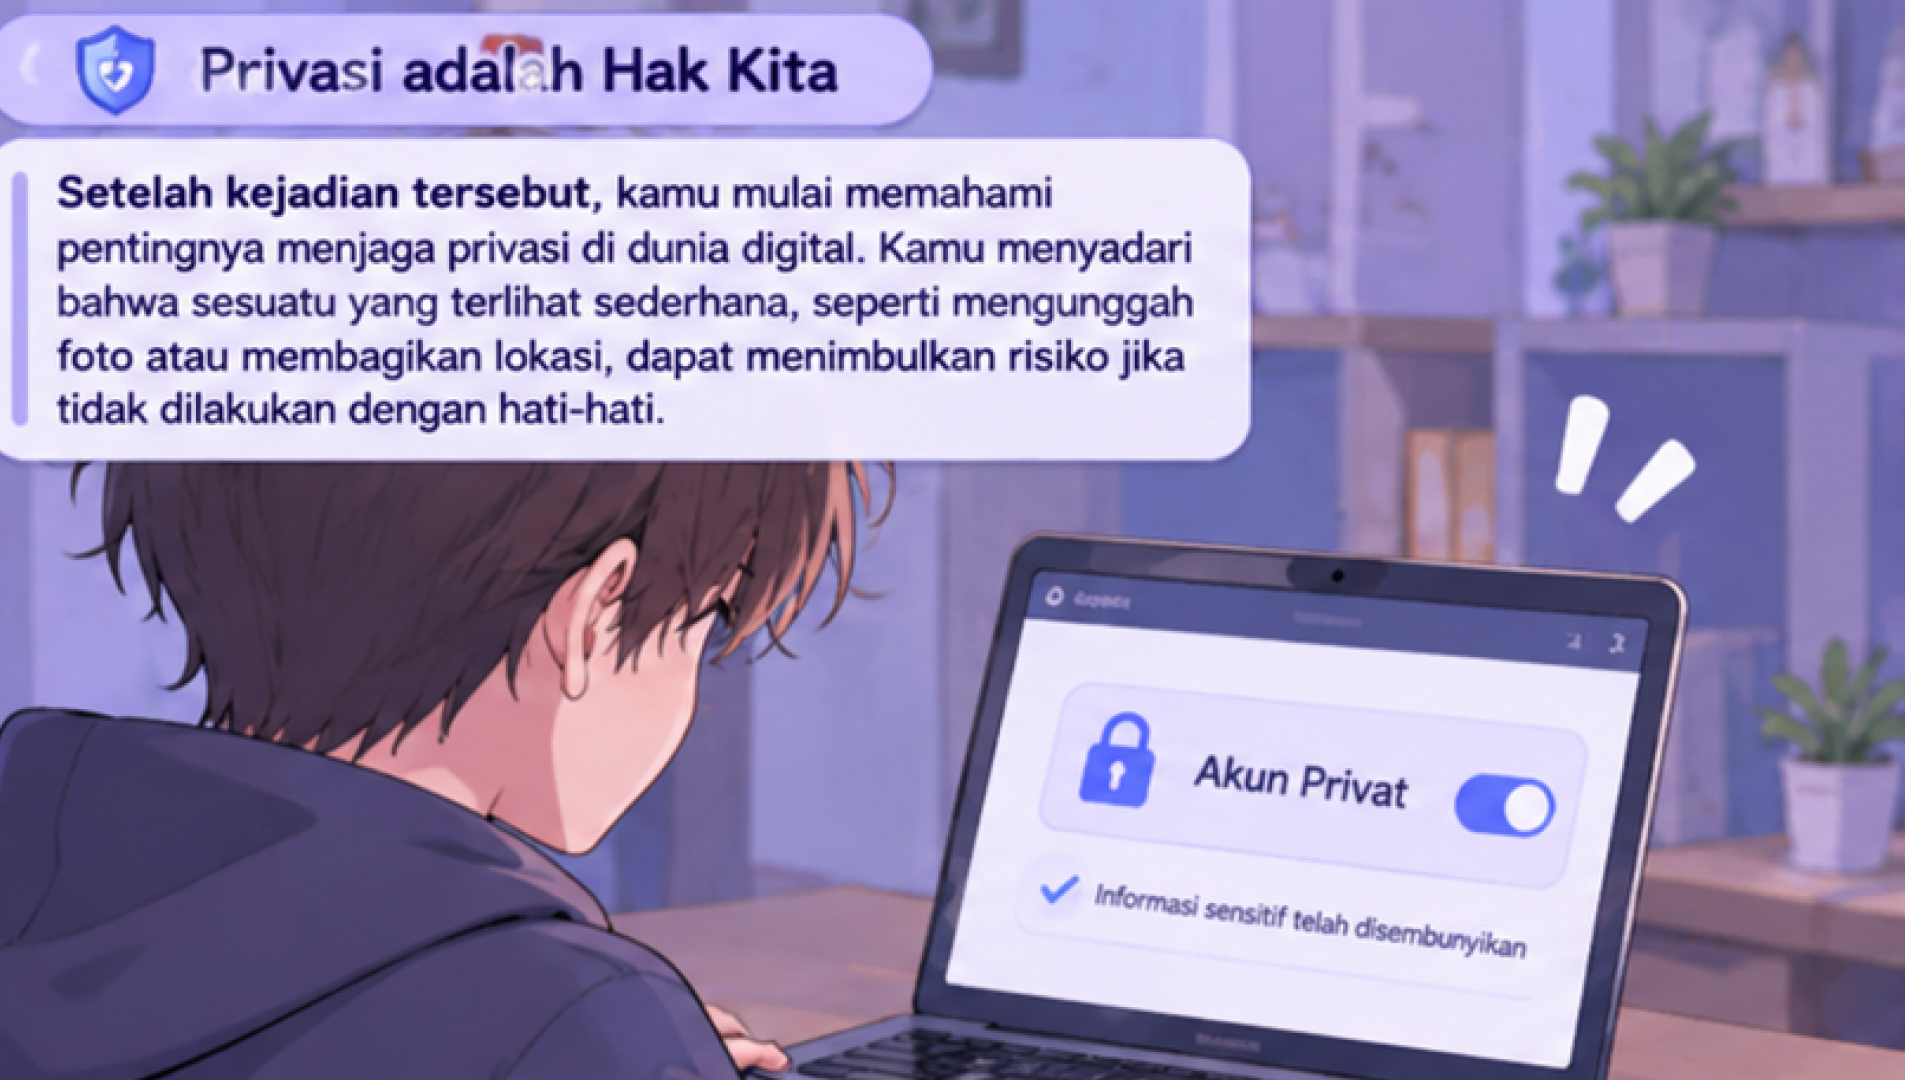 Privasi adalah Hak Kita
Setelah kejadian tersebut, kamu mulai memahami
pentingnya menjaga privasi di dunia digital. Kamu menyadari
bahwa sesuatu yang terlihat sederhana, seperti mengunggah
foto atau membagikan lokasi, dapat menimbulkan risiko jika
tidak dilakukan dengan hati-hati.
Akun Privat
Informasi sensitif telah disembunyikan